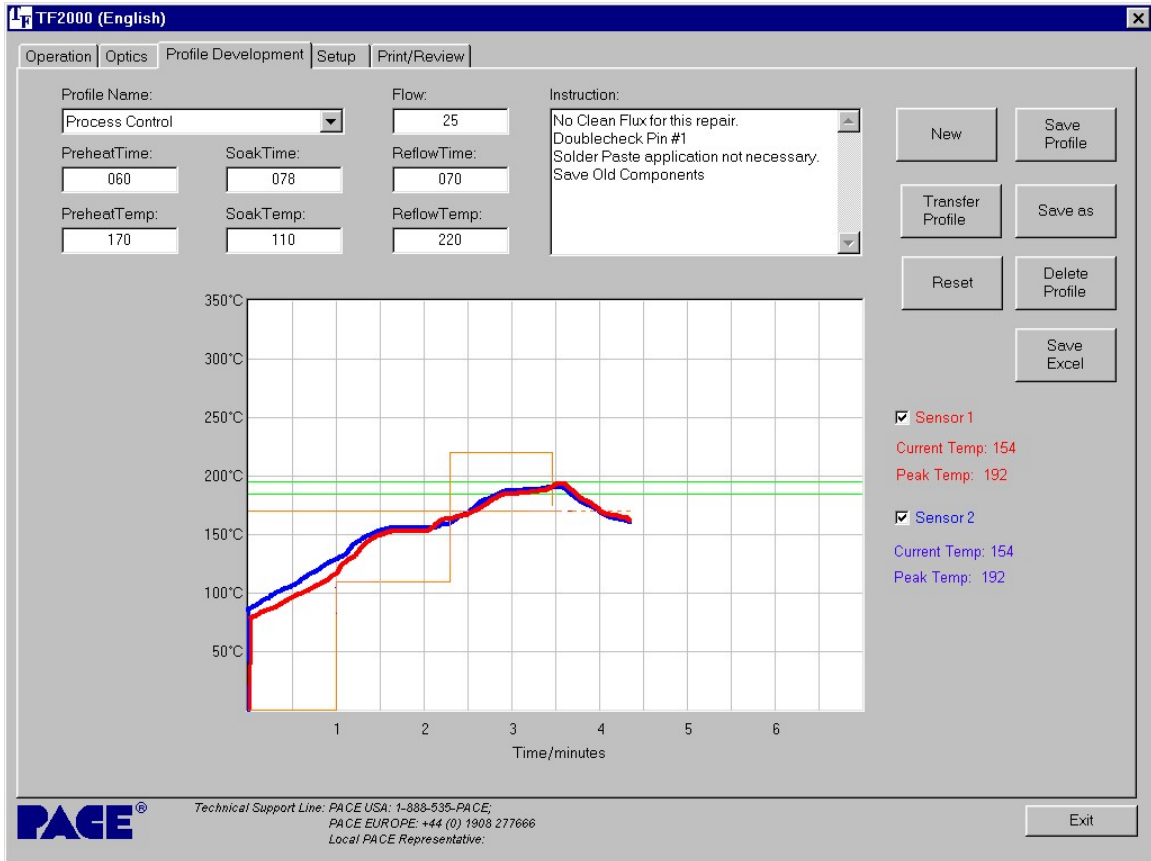 TF TF2000 (English)
Operation Optics Profile Development Setup Print/Review
Profile Name: Flow: Instruction:
Process Control 25
No Clean Flux for this repair.
Doublecheck Pin #1
Solder Paste application not necessary.
Save Old Components
PreheatTime: SoakTime: ReflowTime:
060 078 070
PreheatTemp: SoakTemp: ReflowTemp:
170 110 220
New
Save
Profile
Transfer
Profile
Save as
Reset
Delete
Profile
Save
Excel
350°C
300°C
250°C
200°C
150°C
100°C
50°C
1 2 3 4 5 6
Time/minutes
Sensor 1
Current Temp: 154
Peak Temp: 192
Sensor 2
Current Temp: 154
Peak Temp: 192
PACE®
Technical Support Line: PACE USA: 1-888-535-PACE;
PACE EUROPE: +44 (0) 1908 277666
Local PACE Representative:
Exit